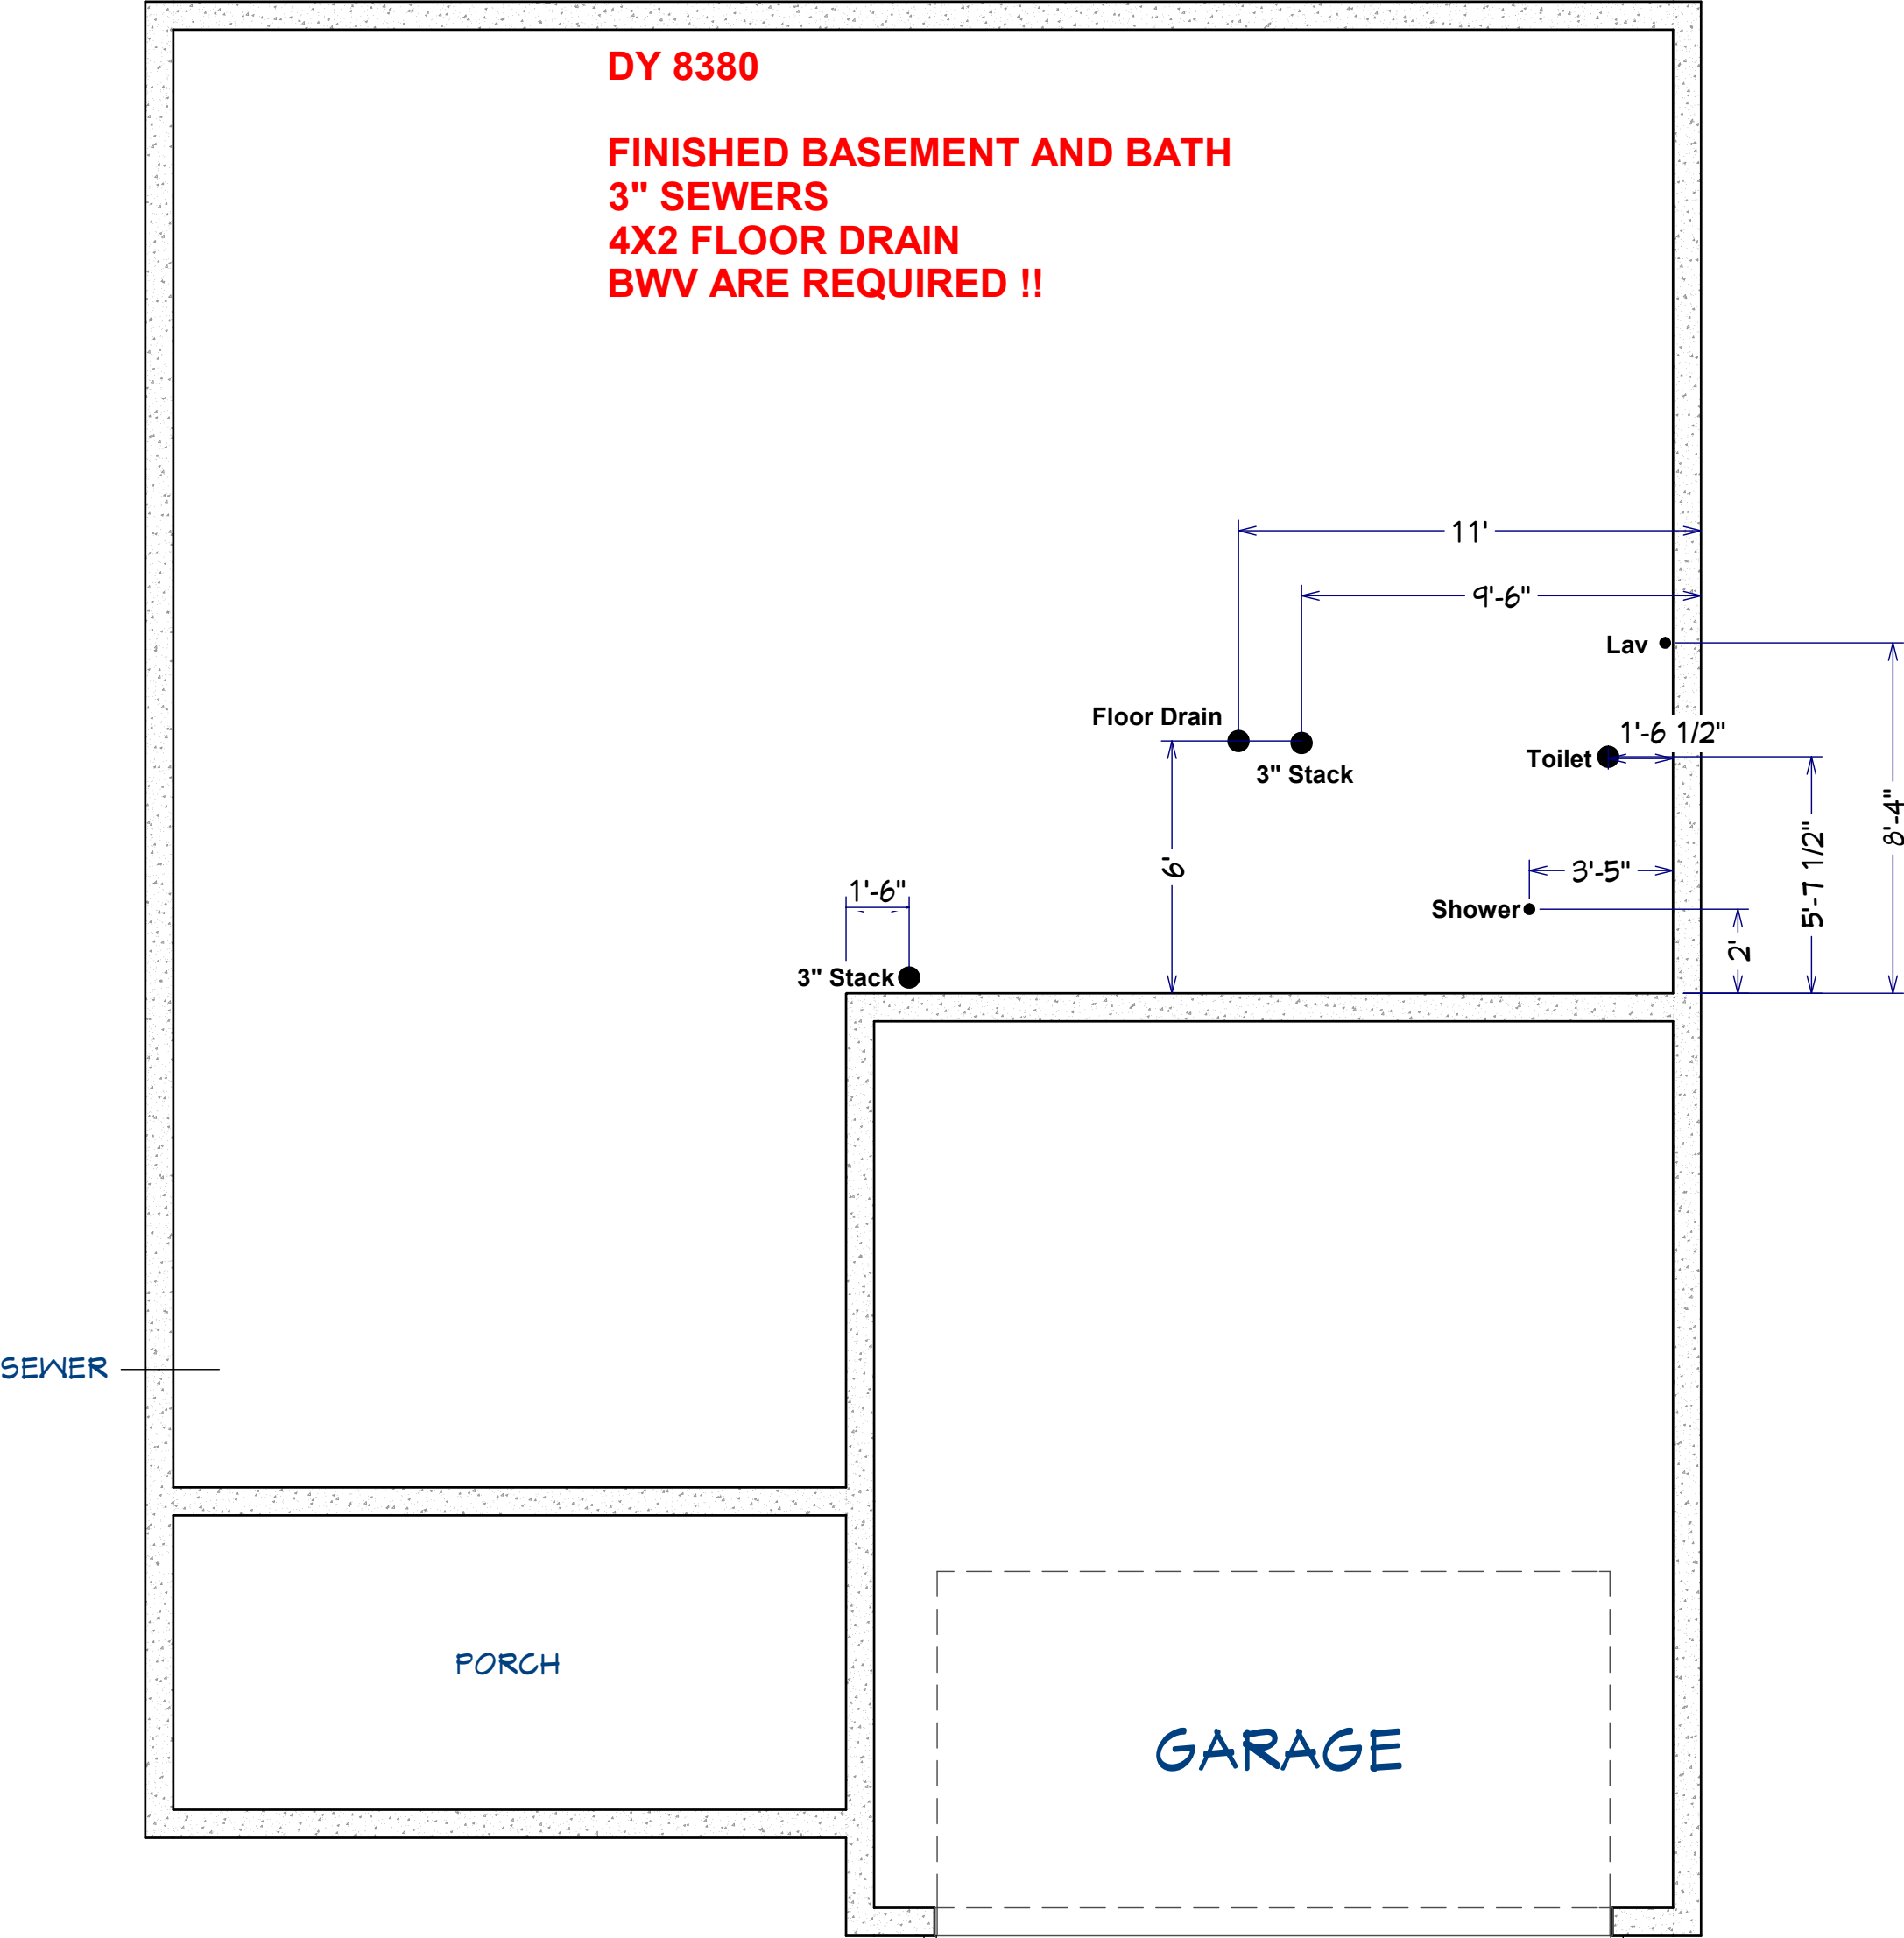 DY 8380
FINISHED BASEMENT AND BATH
3" SEWERS
4X2 FLOOR DRAIN
BWV ARE REQUIRED !!
11'
9'-6"
Lav
Floor Drain
1'-6 1/2"
3" Stack
Toilet
8'-4"
5'-7 1/2"
6'
3'-5"
1'-6"
Shower
2'
3" Stack
SEWER
PORCH
GARAGE